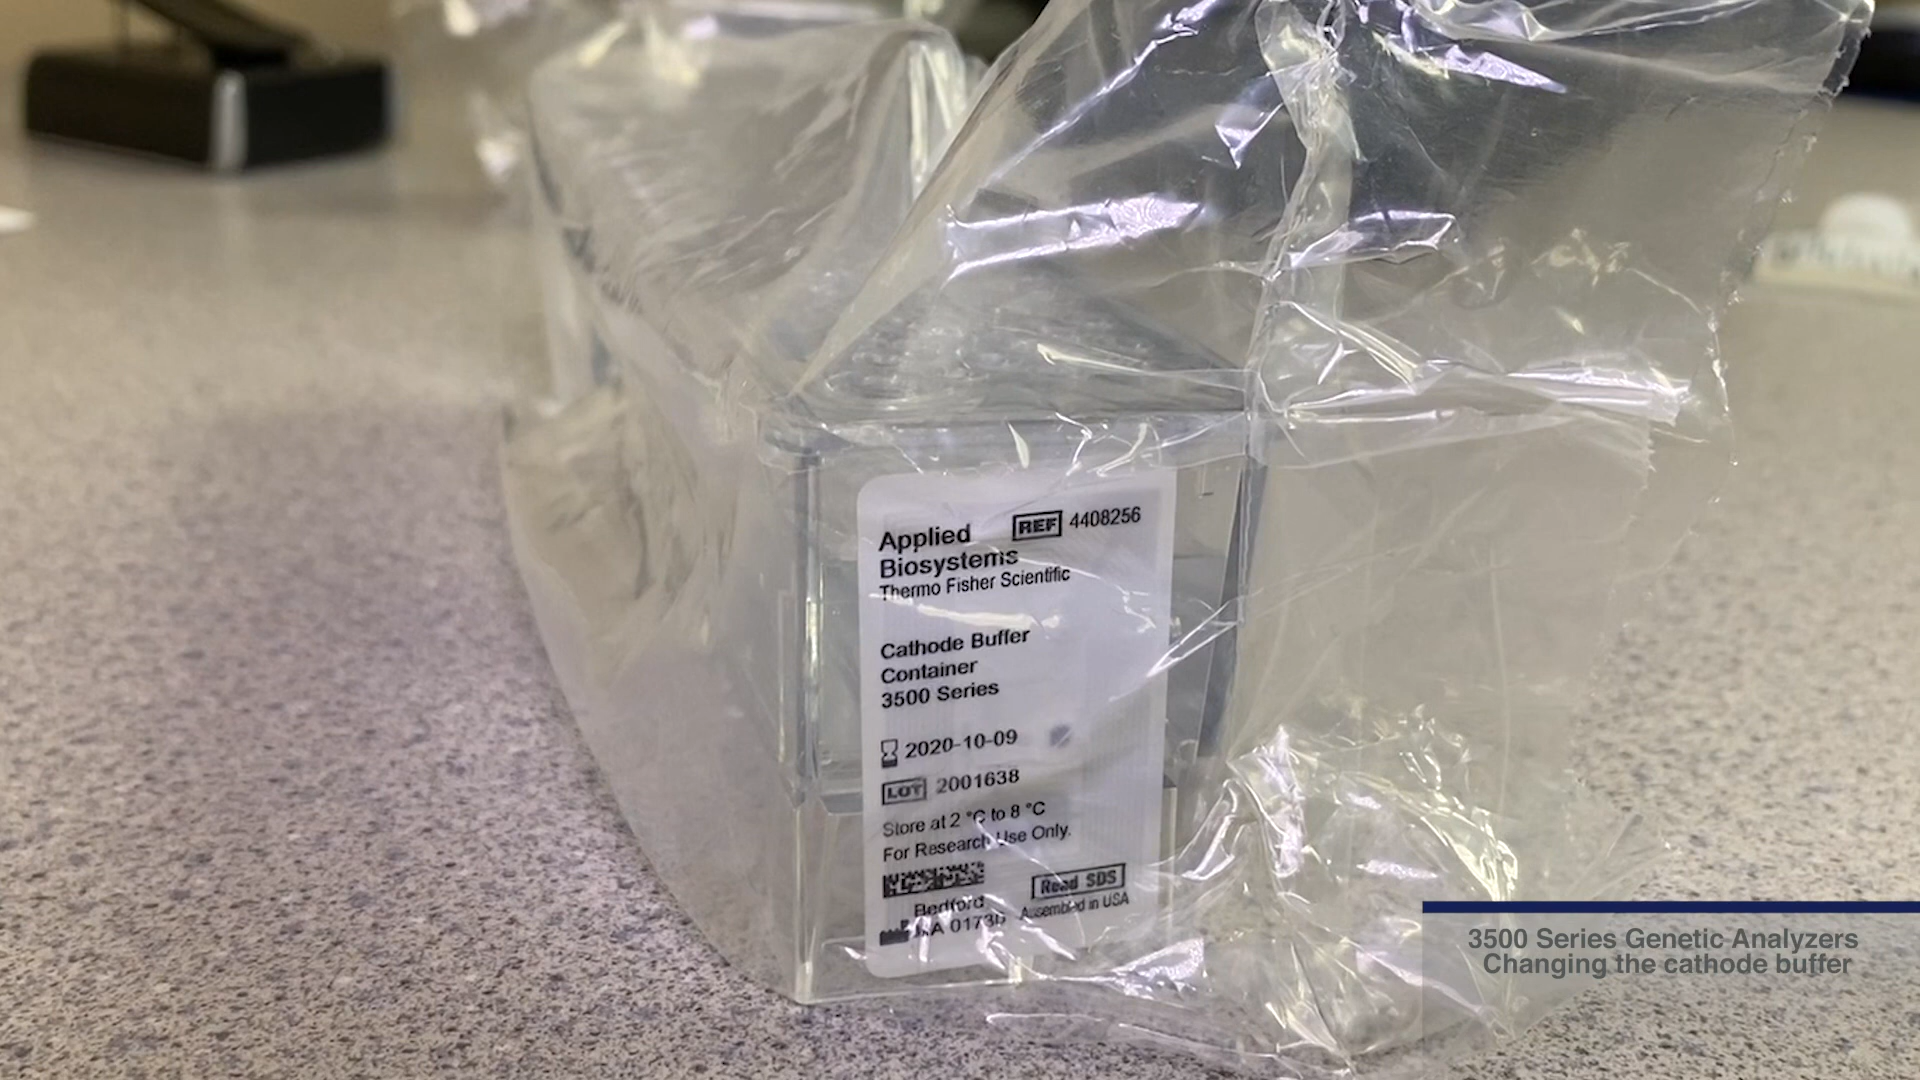 Applied
Biosystems
REF 4408256
Thermo Fisher Scientific
Cathode Buffer
Container
3500 Series
2020-10-09
LOT 2001638
Store at 2 °C to 8 °C
For Research Use Only.
Read SDS
Bedford
MA 01730
Assembled in USA
3500 Series Genetic Analyzers
Changing the cathode buffer